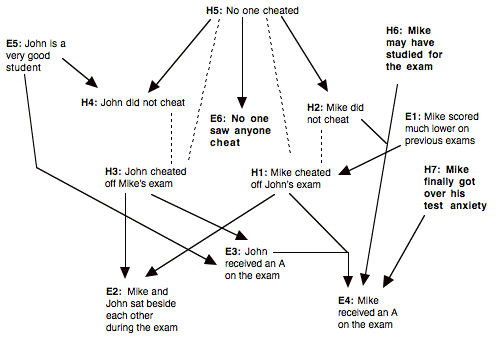 H5: No one cheated
H6: Mike
may have
studied for
the exam
E5: John is a
very good
student
H4: John did not cheat
E6: No one
saw anyone
cheat
H2: Mike did
not cheat
E1: Mike scored
much lower on
previous exams
H3: John cheated
off Mike's exam
H1: Mike cheated
off John's exam
H7: Mike
finally got
over his
test anxiety
E3: John
received an A
on the exam
E2: Mike and
John sat beside
each other
during the exam
E4: Mike
received an A
on the exam